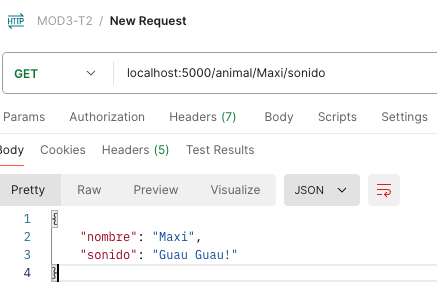 HTTP MOD3-T2 / New Request
GET localhost:5000/animal/Maxi/sonido
Params Authorization Headers (7) Body Scripts Settings
Body Cookies Headers (5) Test Results
Pretty Raw Preview Visualize JSON
1 {
2 "nombre": "Maxi",
3 "sonido": "Guau Guau!"
4 }